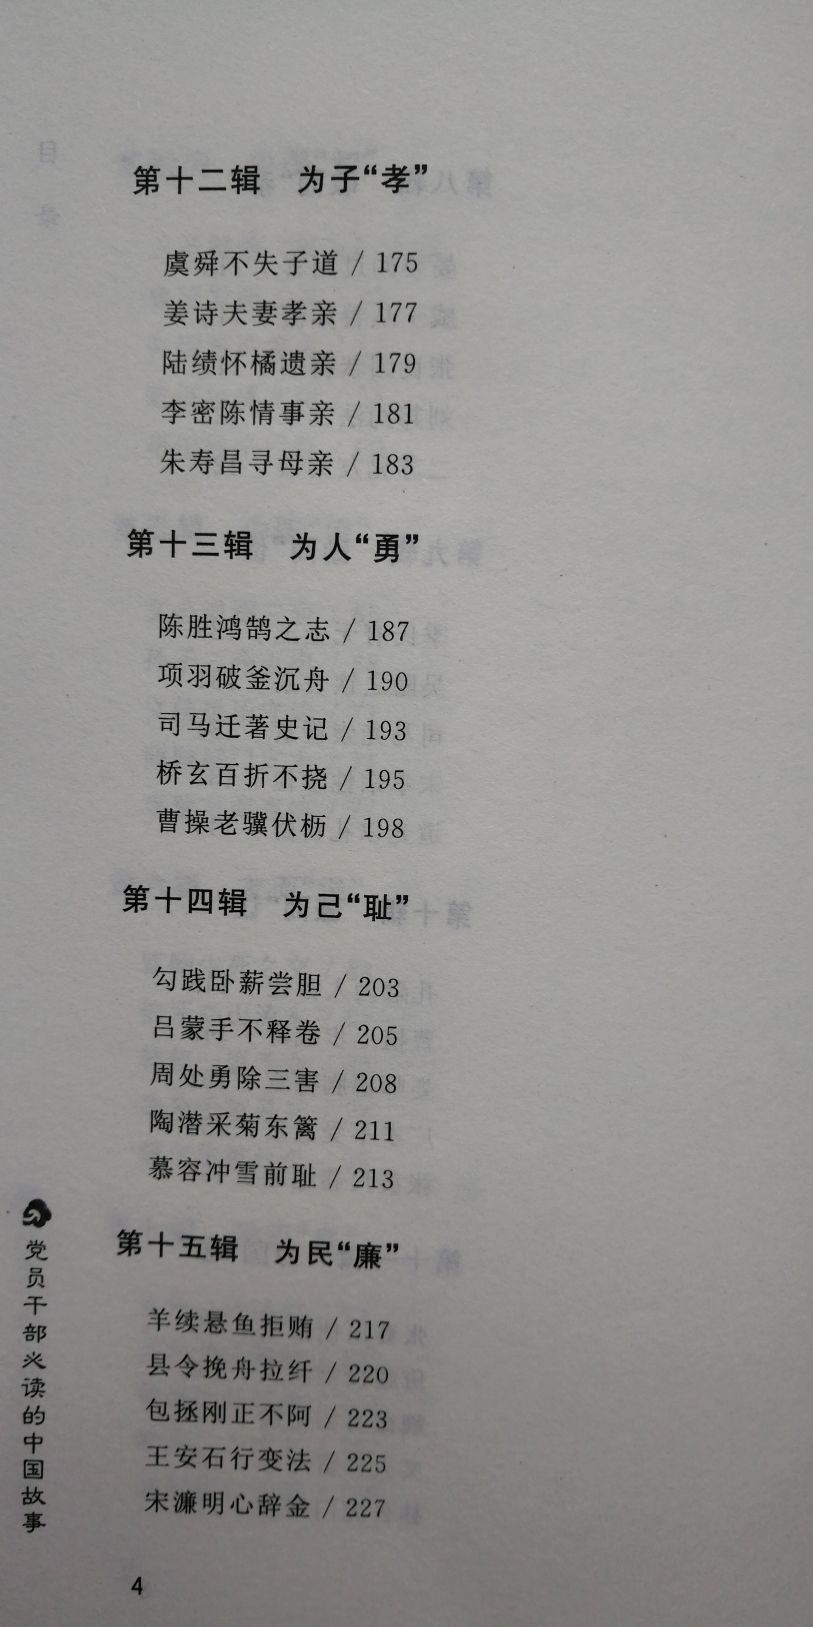 第十二辑 为子“孝”
虞舜不失子道 / 175
姜诗夫妻孝亲 / 177
陆绩怀橘遗亲 / 179
李密陈情事亲 / 181
朱寿昌寻母亲 / 183
第十三辑 为人“勇”
陈胜鸿鹄之志 / 187
项羽破釜沉舟 / 190
司马迁著史记 / 193
桥玄百折不挠 / 195
曹操老骥伏枥 / 198
第十四辑 为己“耻”
勾践卧薪尝胆 / 203
吕蒙手不释卷 / 205
周处勇除三害 / 208
陶潜采菊东篱 / 211
慕容冲雪前耻 / 213
第十五辑 为民“廉”
羊续悬鱼拒贿 / 217
县令挽舟拉纤 / 220
包拯刚正不阿 / 223
王安石行变法 / 225
宋濂明心辞金 / 227
党员干部必读的中国故事
4